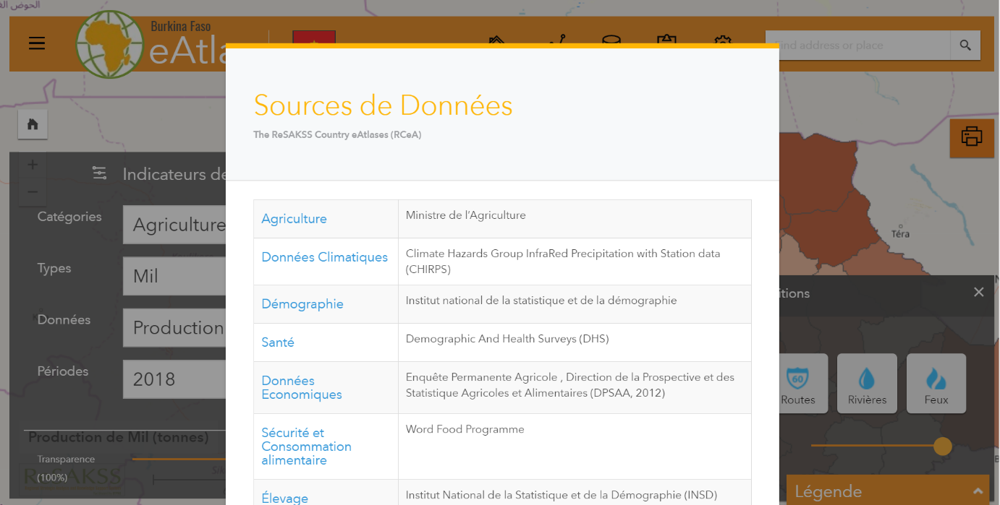 الحوض الش
Burkina Faso
eAtla
ind address or place
Sources de Données
The ReSAKSS Country eAtlases (RCeA)
Indicateurs de
Catégories
Agriculture
Types
Mil
Données
Production
Périodes
2018
Production de Mil (tonnes)
Transparence
(100%)
ReSAKSS
Agriculture
Ministre de l’Agriculture
Données Climatiques
Climate Hazards Group InfraRed Precipitation with Station data
(CHIRPS)
Démographie
Institut national de la statistique et de la démographie
Santé
Demographic And Health Surveys (DHS)
Données
Economiques
Enquête Permanente Agricole , Direction de la Prospective et des
Statistique Agricoles et Alimentaires (DPSAA, 2012)
Sécurité et
Consommation
alimentaire
Word Food Programme
Élevage
Institut National de la Statistique et de la Démographie (INSD)
Téra
itions
60
Routes
Rivières
Feux
Légende